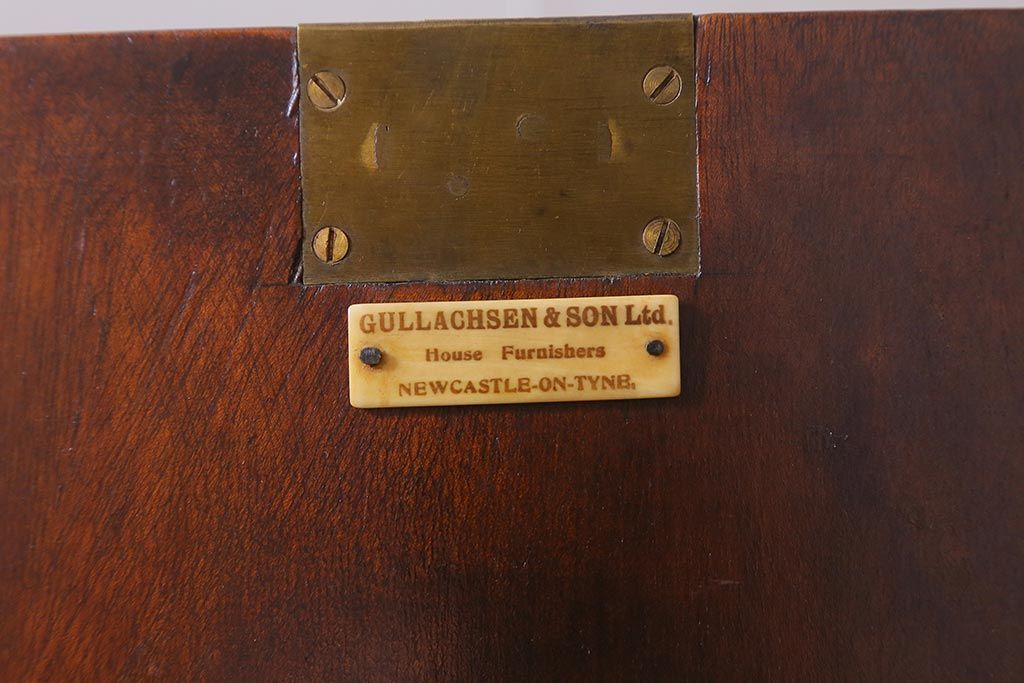 GULLACHSEN & SON Ltd.
House Furnishers
NEWCASTLE-ON-TYNE.